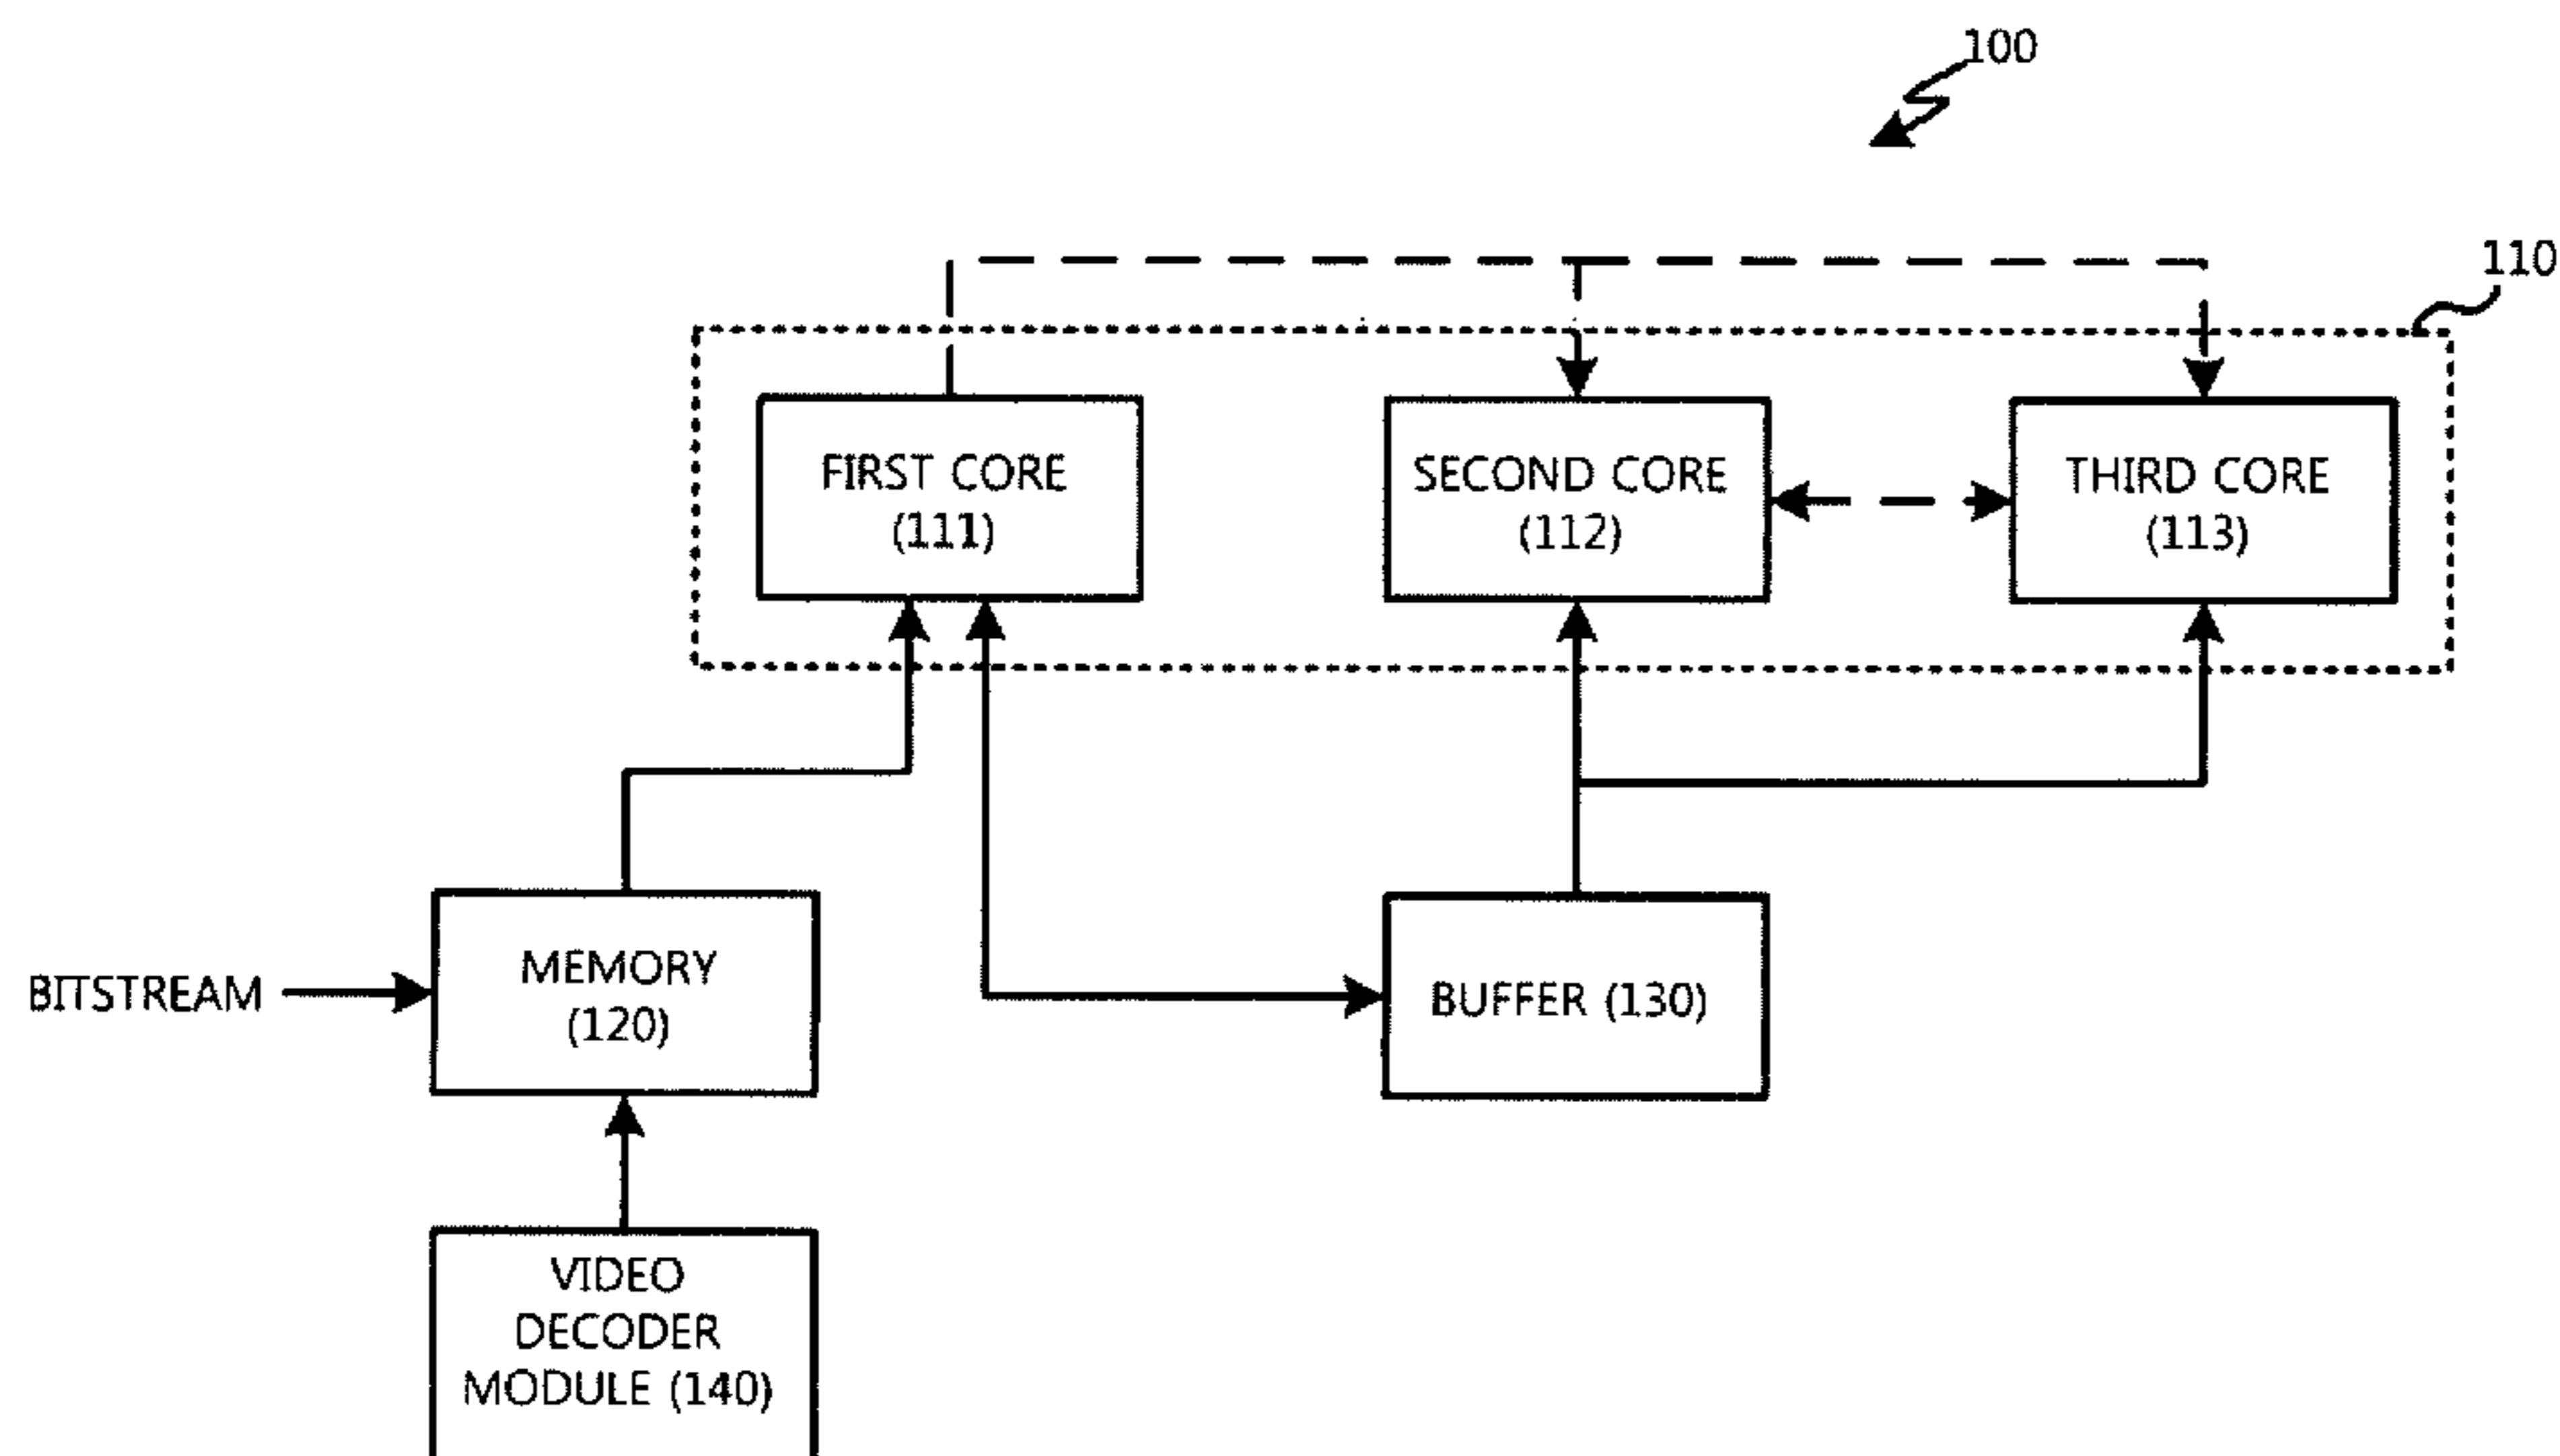 100
110
FIRST CORE
(111)
SECOND CORE
(112)
THIRD CORE
(113)
BITSTREAM
MEMORY
(120)
BUFFER (130)
VIDEO
DECODER
MODULE (140)